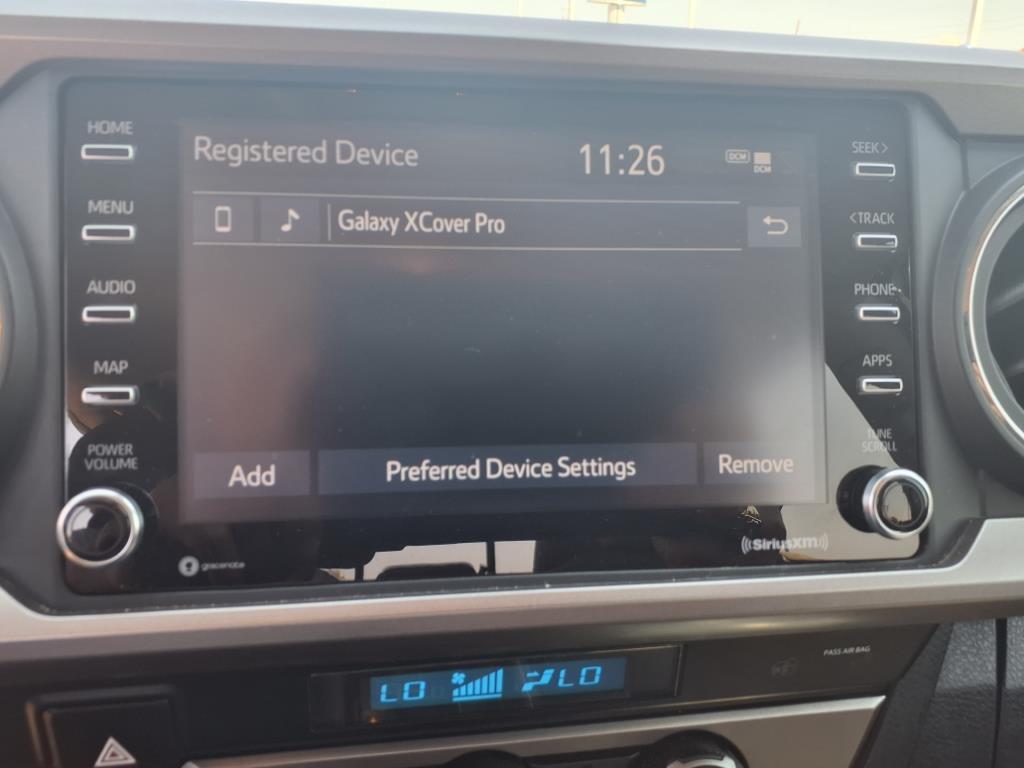 HOME
MENU
AUDIO
MAP
POWER
VOLUME
Registered Device
11:26
DCM
DCM
Galaxy XCover Pro
Add
Preferred Device Settings
Remove
SEEK>
<TRACK
PHONE
APPS
TUNE
SCROLL
gracenote
((SiriusXM))
LO
LO
PASS AIR BAG